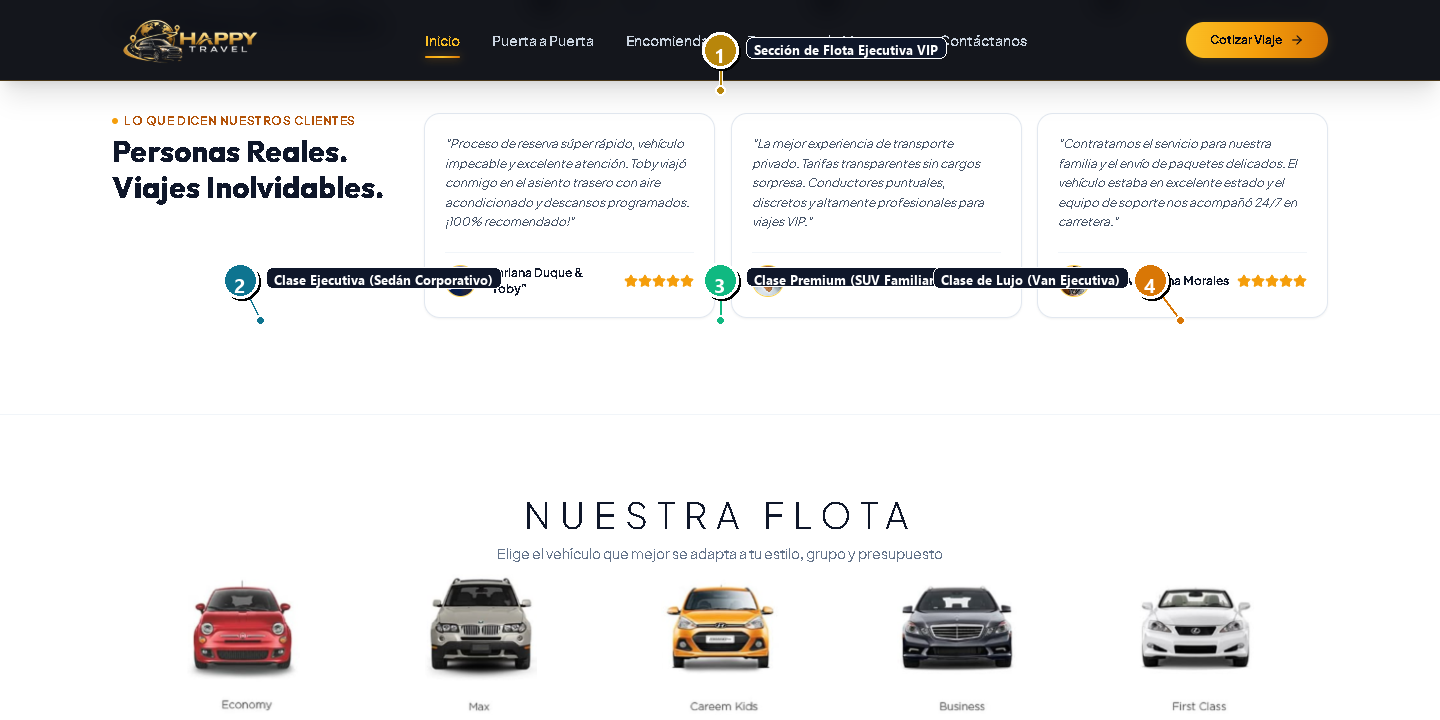 HAPPY
TRAVEL
Inicio
Puerta a Puerta
Contáctanos
Cotizar Viaje
1
Sección de Flota Ejecutiva VIP
LO QUE DICEN NUESTROS CLIENTES
Personas Reales.
Viajes Inolvidables.
"Proceso de reserva súper rápido, vehículo
impecable y excelente atención. Toby viajó
conmigo en el asiento trasero con aire
acondicionado y descansos programados.
¡100% recomendado!"
"La mejor experiencia de transporte
privado. Tarifas transparentes sin cargos
sorpresa. Conductores puntuales,
discretos y altamente profesionales para
viajes VIP."
"Contratamos el servicio para nuestra
familia y el envío de paquetes delicados. El
vehículo estaba en excelente estado y el
equipo de soporte nos acompañó 24/7 en
carretera."
2
Clase Ejecutiva (Sedán Corporativo)
Duque &
Toby"
3
Clase Premium (SUV Familiar
Clase de Lujo (Van Ejecutiva)
4
Morales
NUESTRA FLOTA
Elige el vehículo que mejor se adapta a tu estilo, grupo y presupuesto
Economy
Max
Careem Kids
Business
First Class